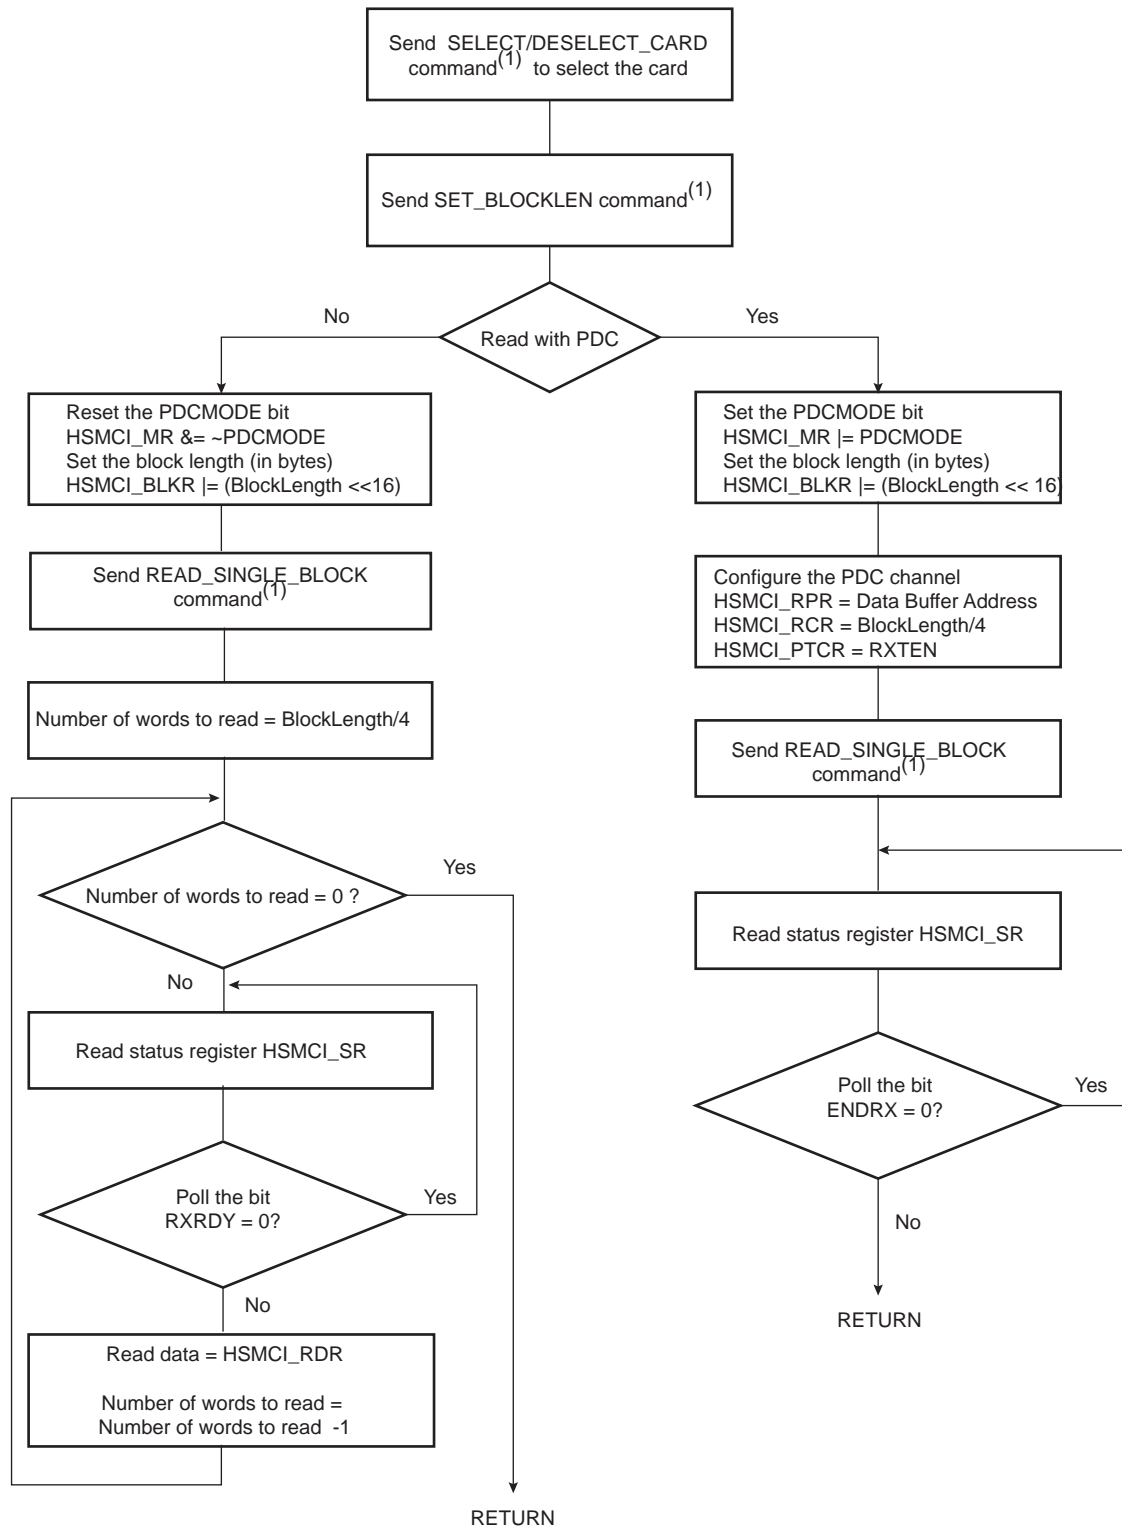 Send SELECT/DESELECT_CARD
command(1) to select the card
Send SET_BLOCKLEN command(1)
Read with PDC
No
Yes
Reset the PDCMODE bit
HSMCI_MR &= ~PDCMODE
Set the block length (in bytes)
HSMCI_BLKR |= (BlockLength <<16)
Send READ_SINGLE_BLOCK
command(1)
Number of words to read = BlockLength/4
Number of words to read = 0 ?
Yes
No
Read status register HSMCI_SR
Poll the bit
RXRDY = 0?
Yes
No
Read data = HSMCI_RDR
Number of words to read =
Number of words to read -1
RETURN
Set the PDCMODE bit
HSMCI_MR |= PDCMODE
Set the block length (in bytes)
HSMCI_BLKR |= (BlockLength << 16)
Configure the PDC channel
HSMCI_RPR = Data Buffer Address
HSMCI_RCR = BlockLength/4
HSMCI_PTCR = RXTEN
Send READ_SINGLE_BLOCK
command(1)
Read status register HSMCI_SR
Poll the bit
ENDRX = 0?
Yes
No
RETURN